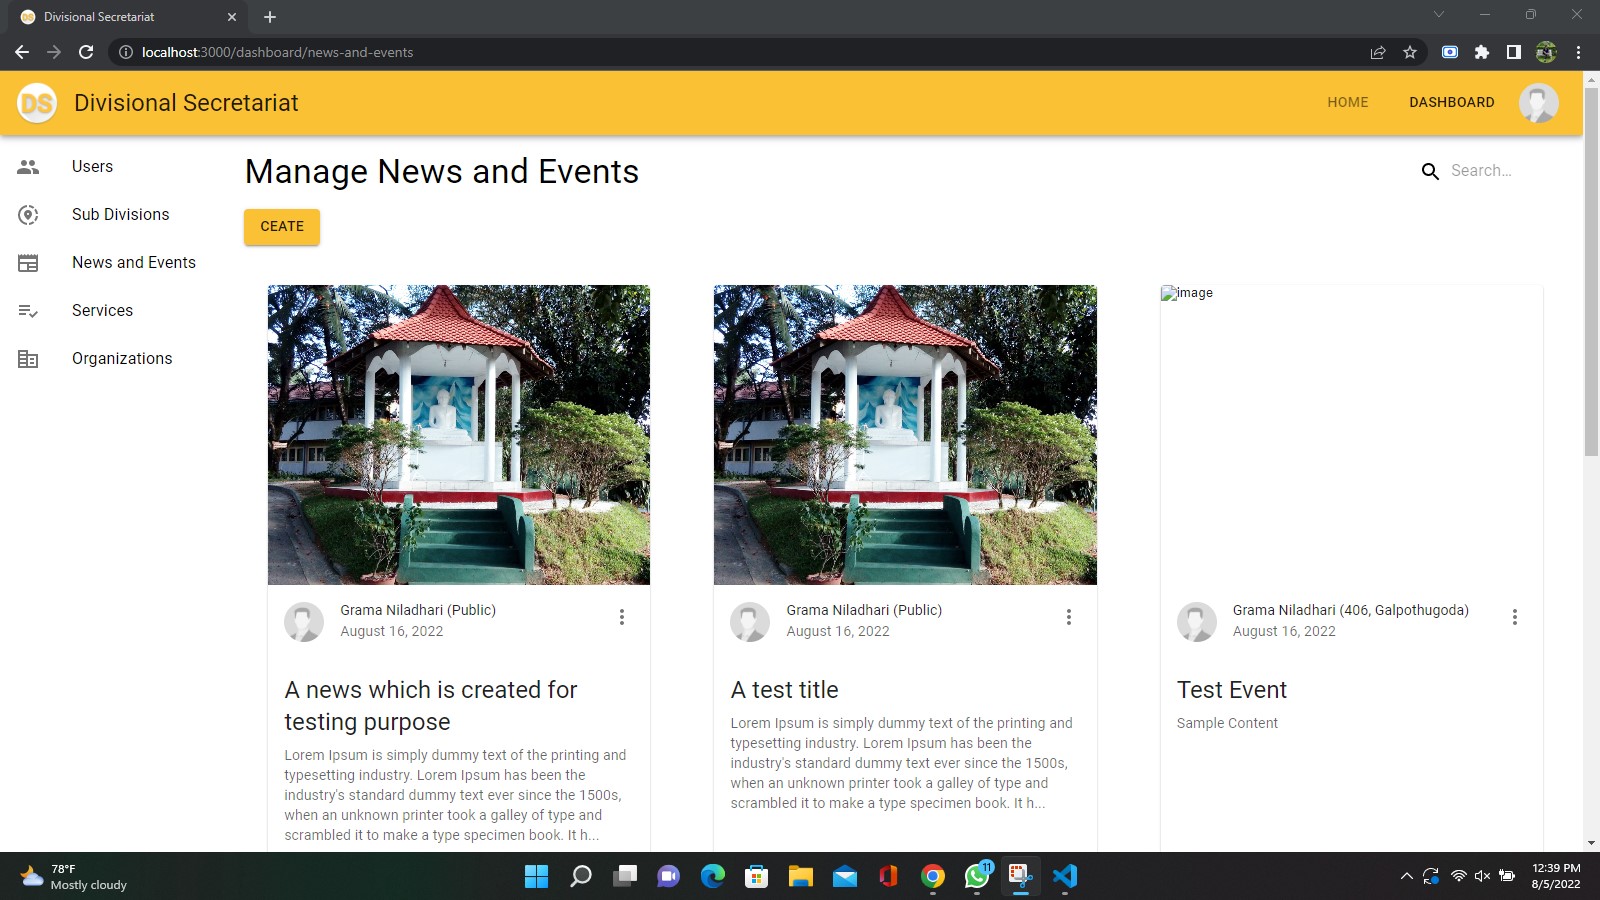 Divisional Secretariat
localhost:3000/dashboard/news-and-events
DS
Divisional Secretariat
HOME
DASHBOARD
Users
Sub Divisions
News and Events
Services
Organizations
Manage News and Events
Search…
CEATE
image
Grama Niladhari (Public)
August 16, 2022
A news which is created for
testing purpose
Lorem Ipsum is simply dummy text of the printing and
typesetting industry. Lorem Ipsum has been the
industry's standard dummy text ever since the 1500s,
when an unknown printer took a galley of type and
scrambled it to make a type specimen book. It h...
Grama Niladhari (Public)
August 16, 2022
A test title
Lorem Ipsum is simply dummy text of the printing and
typesetting industry. Lorem Ipsum has been the
industry's standard dummy text ever since the 1500s,
when an unknown printer took a galley of type and
scrambled it to make a type specimen book. It h...
Grama Niladhari (406, Galpothugoda)
August 16, 2022
Test Event
Sample Content
78°F
Mostly cloudy
11
12:39 PM
8/5/2022